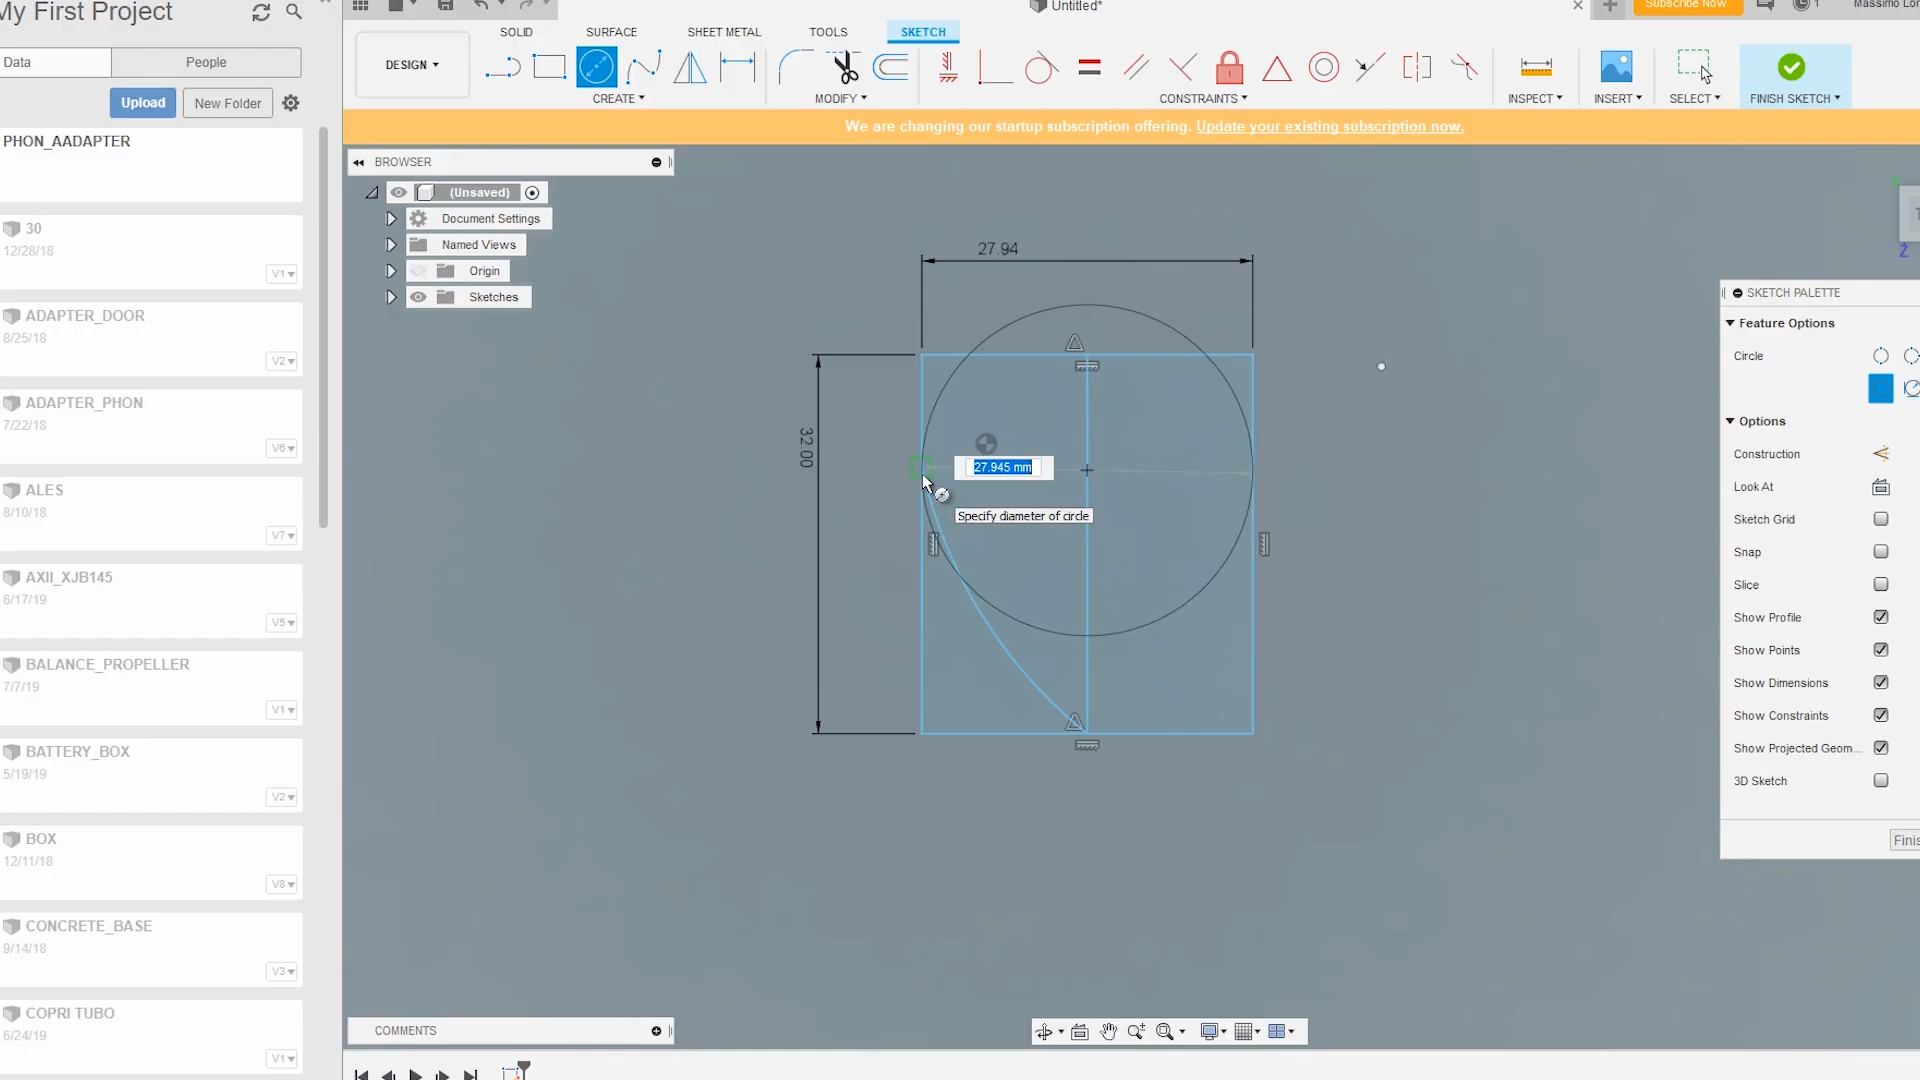 My First Project
Data
People
Upload
New Folder
PHON_AADAPTER
30
12/28/18
V1
ADAPTER_DOOR
8/25/18
V2
ADAPTER_PHON
7/22/18
V6
ALES
8/10/18
V7
AXII_XJB145
6/17/19
V5
BALANCE_PROPELLER
7/7/19
V1
BATTERY_BOX
5/19/19
V2
BOX
12/11/18
V8
CONCRETE_BASE
9/14/18
V3
COPRI TUBO
6/24/19
V1
Untitled*
Subscribe Now
1
Massimo
DESIGN
SOLID
SURFACE
SHEET METAL
TOOLS
SKETCH
CREATE
MODIFY
CONSTRAINTS
INSPECT
INSERT
SELECT
FINISH SKETCH
We are changing our startup subscription offering. Update your existing subscription now.
BROWSER
(Unsaved)
Document Settings
Named Views
Origin
Sketches
27.94
32.00
27.945 mm
Specify diameter of circle
Z
SKETCH PALETTE
Feature Options
Circle
Options
Construction
Look At
Sketch Grid
Snap
Slice
Show Profile
Show Points
Show Dimensions
Show Constraints
Show Projected Geom...
3D Sketch
Finis
COMMENTS